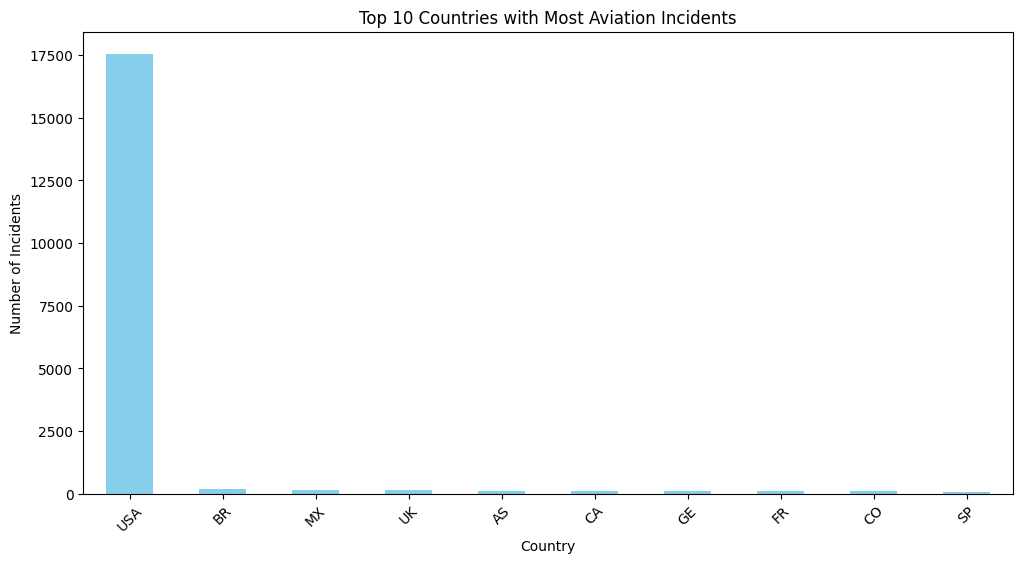 Top 10 Countries with Most Aviation Incidents
Number of Incidents
17500
15000
12500
10000
7500
5000
2500
0
USA
BR
MX
UK
AS
CA
GE
FR
CO
SP
Country